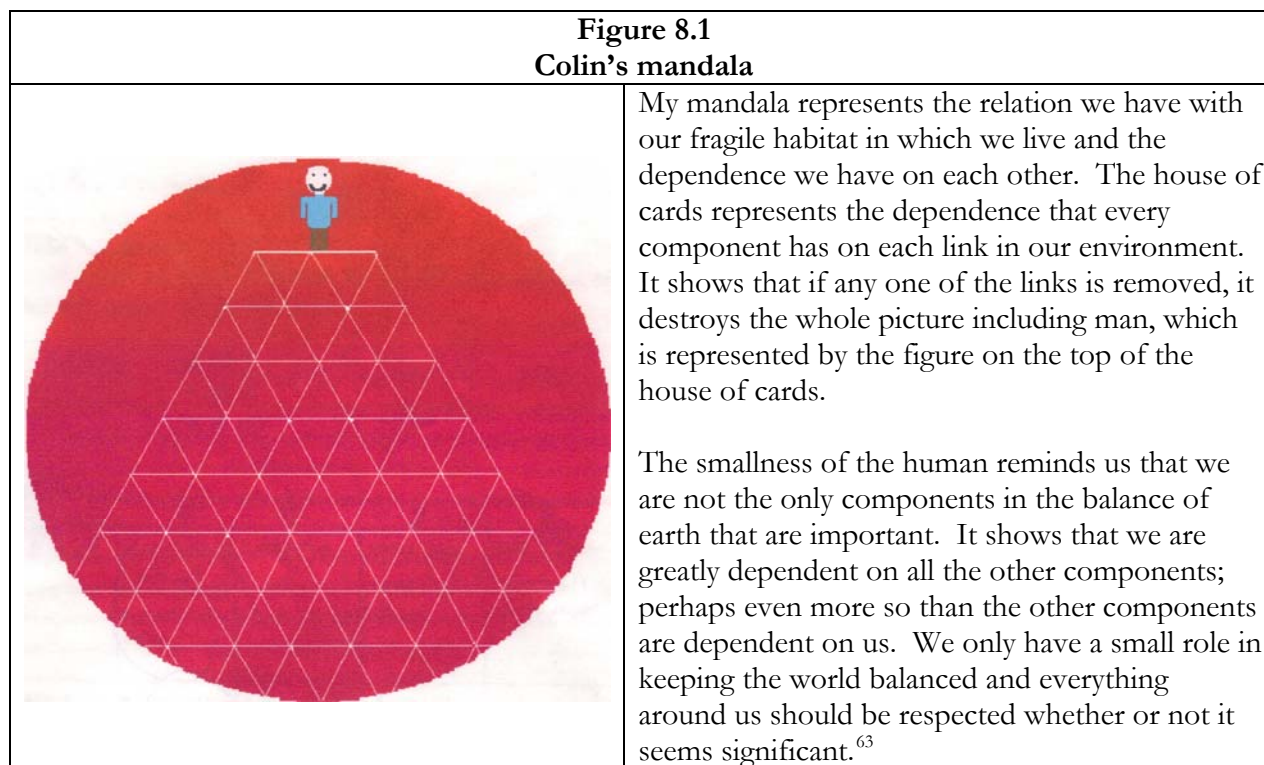 Figure 8.1
Colin’s mandala
My mandala represents the relation we have with
our fragile habitat in which we live and the
dependence we have on each other.  The house of
cards represents the dependence that every
component has on each link in our environment.
It shows that if any one of the links is removed, it
destroys the whole picture including man, which
is represented by the figure on the top of the
house of cards.
The smallness of the human reminds us that we
are not the only components in the balance of
earth that are important.  It shows that we are
greatly dependent on all the other components;
perhaps even more so than the other components
are dependent on us.  We only have a small role in
keeping the world balanced and everything
around us should be respected whether or not it
seems significant.63